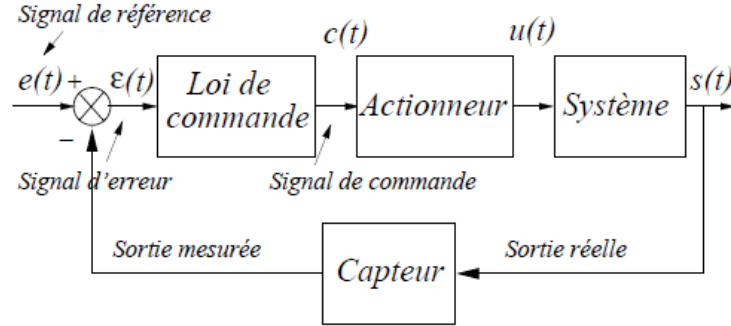 Signal de référence
e(t) +
−
ε(t)
Loi de
commande
c(t)
Actionneur
u(t)
Système
s(t)
Signal d'erreur
Signal de commande
Sortie mesurée
Capteur
Sortie réelle